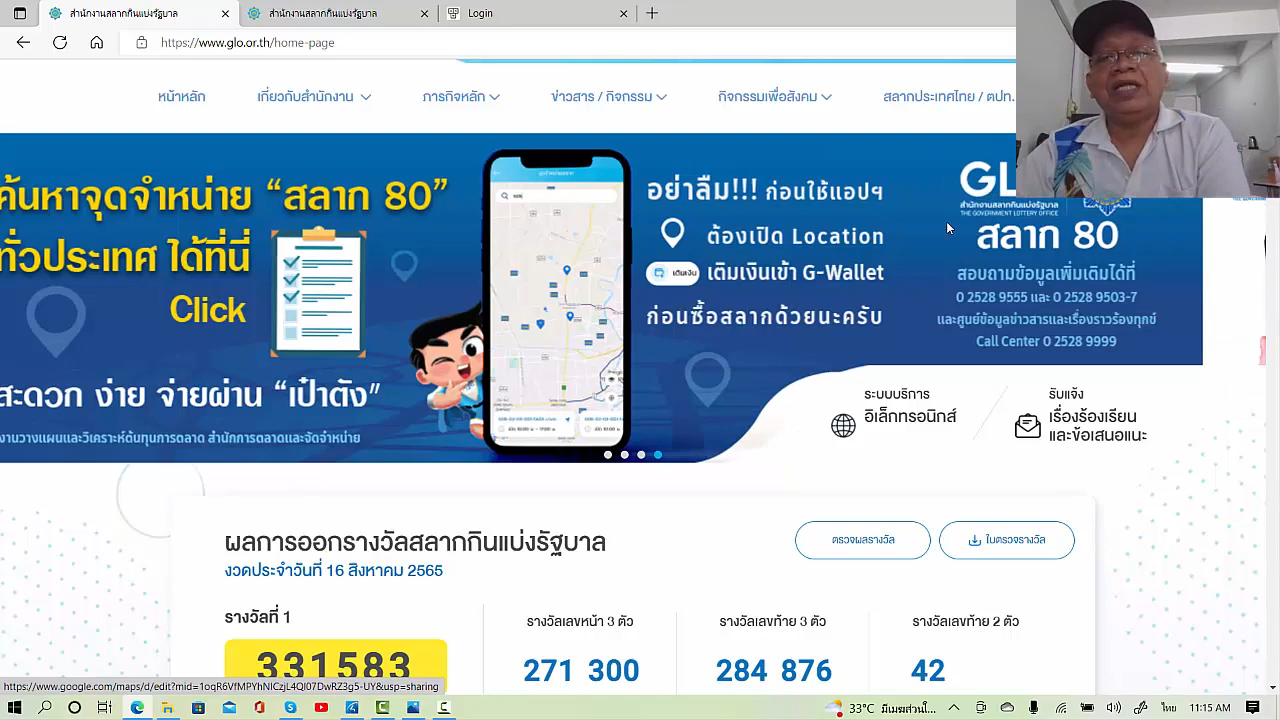 สำนักงานสลากกินแบ่งรัฐบาล
สำนักงานสลากกินแบ่งรัฐบาล
Login
https://www.glo.or.th/home-page
หน้าหลัก
เกี่ยวกับสำนักงาน
ภารกิจหลัก
ข่าวสาร / กิจกรรม
กิจกรรมเพื่อสังคม
สลากประเทศไทย / ตปท.
ค้นหาจุดจำหน่าย “สลาก 80”
ทั่วประเทศ ได้ที่นี่
Click
สะดวก ง่าย จ่ายผ่าน “เป๋าตัง”
งานวางแผนและวิเคราะห์ต้นทุนการตลาด สำนักการตลาดและจัดจำหน่าย
อย่าลืม!!! ก่อนใช้แอปฯ
ต้องเปิด Location
เติมเงิน เติมเงินเข้า G-Wallet
ก่อนซื้อสลากด้วยนะครับ
GL
สำนักงานสลากกินแบ่งรัฐบาล
THE GOVERNMENT LOTTERY OFFICE
สลาก 80
สอบถามข้อมูลเพิ่มเติมได้ที่
0 2528 9555 และ 0 2528 9503-7
และศูนย์ข้อมูลข่าวสารและเรื่องราวร้องทุกข์
Call Center 0 2528 9999
ระบบบริการ
อิเล็กทรอนิกส์
รับแจ้ง
เรื่องร้องเรียน
และข้อเสนอแนะ
ผลการออกรางวัลสลากกินแบ่งรัฐบาล
งวดประจำวันที่ 16 สิงหาคม 2565
ตรวจผลรางวัล
ใบตรวจรางวัล
รางวัลที่ 1
รางวัลเลขหน้า 3 ตัว
รางวัลเลขท้าย 3 ตัว
รางวัลเลขท้าย 2 ตัว
331583
271 300
284 876
42
https://www.google.com/maps/d/edit?mid=1oqR6VfMPYhNICzjL4Ql07DwRZ3g5-UY&usp=sharing
33°C มีเมฆส่วนใ...
ไทย
11:15 AM